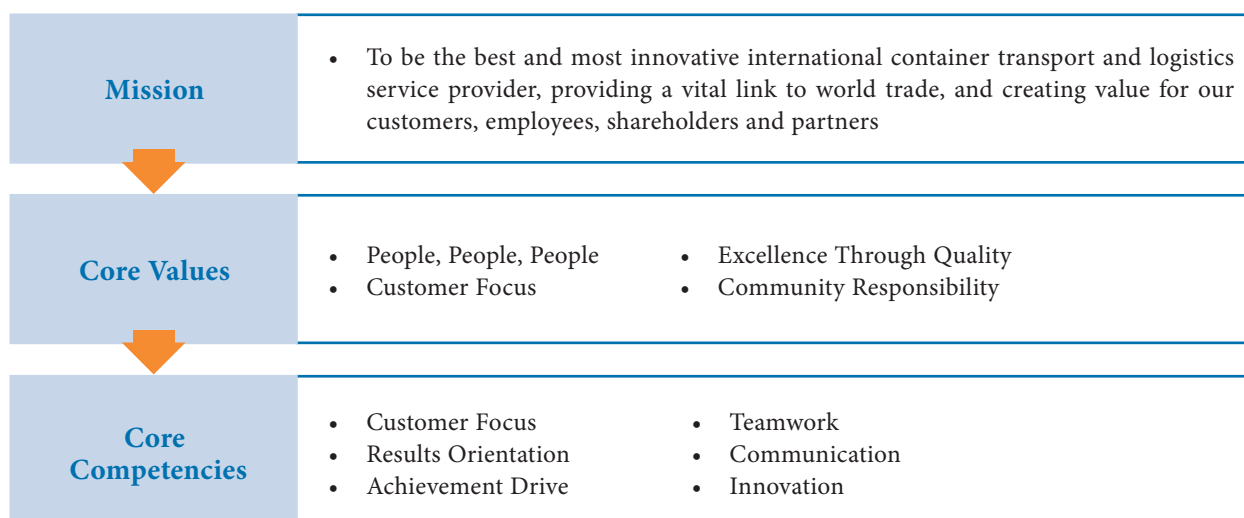 Mission
• To be the best and most innovative international container transport and logistics
service provider, providing a vital link to world trade, and creating value for our
customers, employees, shareholders and partners
Core Values
• People, People, People
• Customer Focus
• Excellence Through Quality
• Community Responsibility
Core
Competencies
• Customer Focus
• Results Orientation
• Achievement Drive
• Teamwork
• Communication
• Innovation